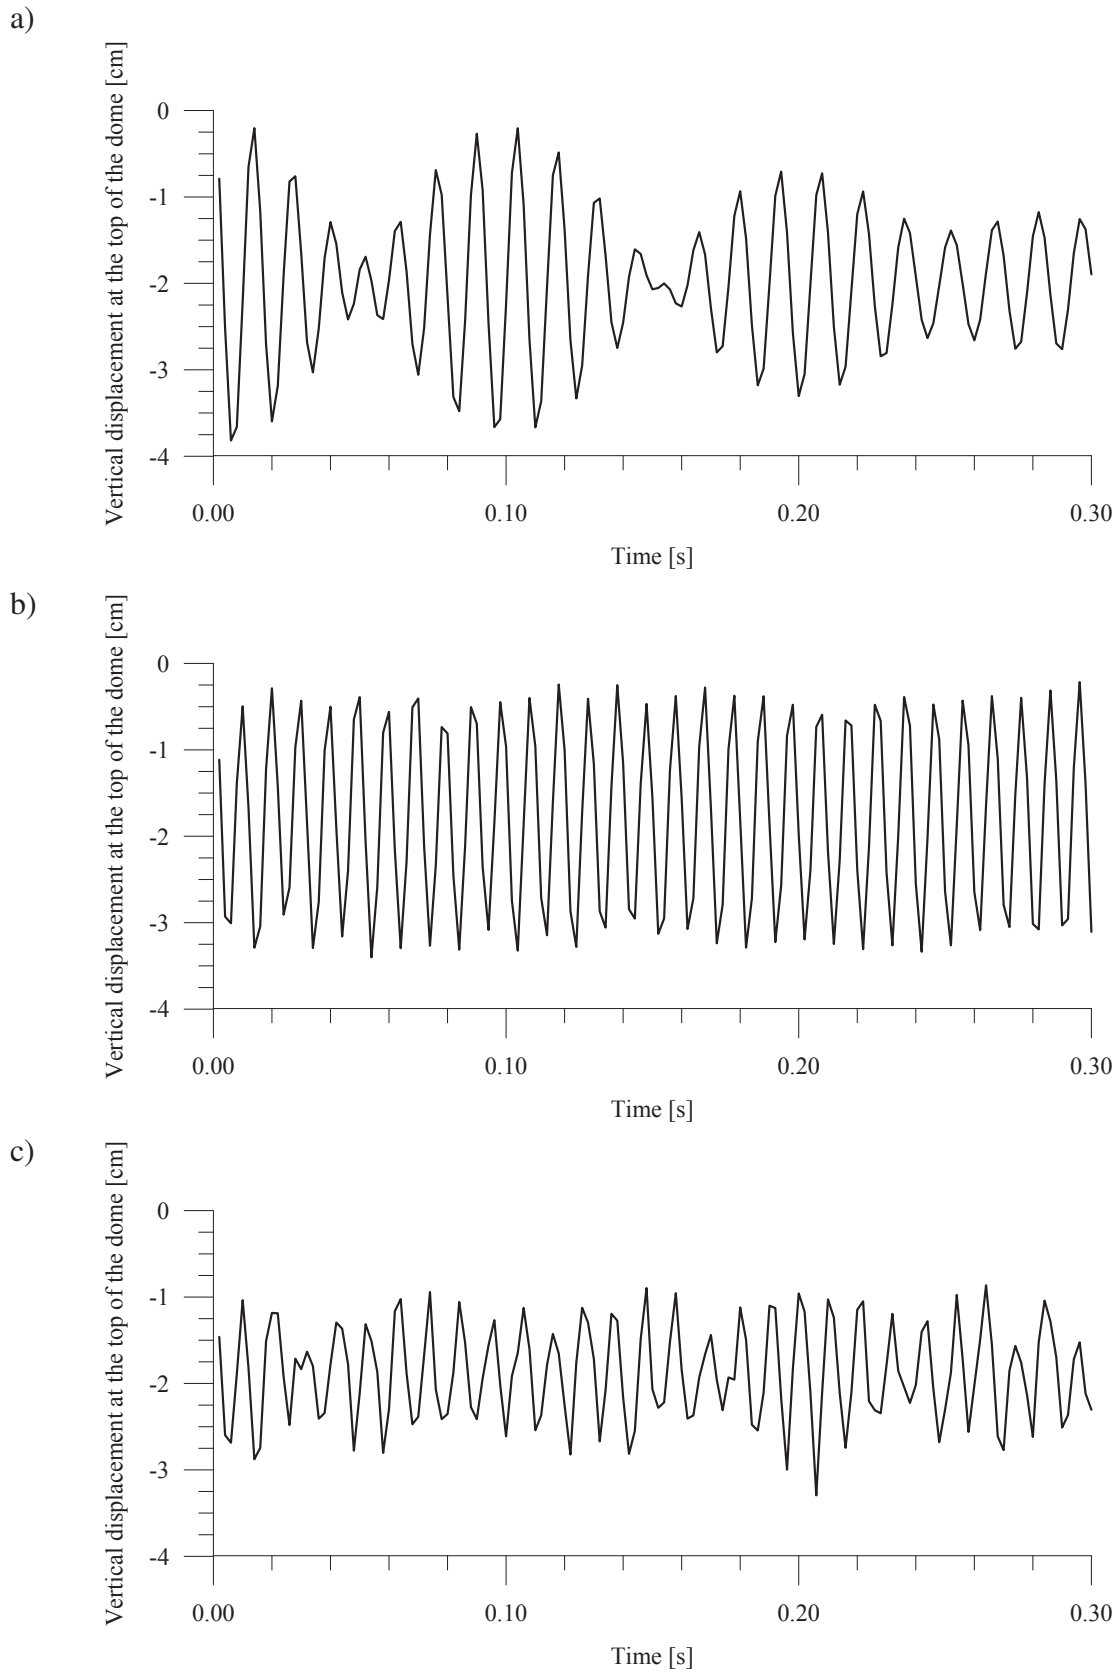 a)
Vertical displacement at the top of the dome [cm]
0
-1
-2
-3
-4
0.00 0.10 0.20 0.30
Time [s]
b)
Vertical displacement at the top of the dome [cm]
0
-1
-2
-3
-4
0.00 0.10 0.20 0.30
Time [s]
c)
Vertical displacement at the top of the dome [cm]
0
-1
-2
-3
-4
0.00 0.10 0.20 0.30
Time [s]